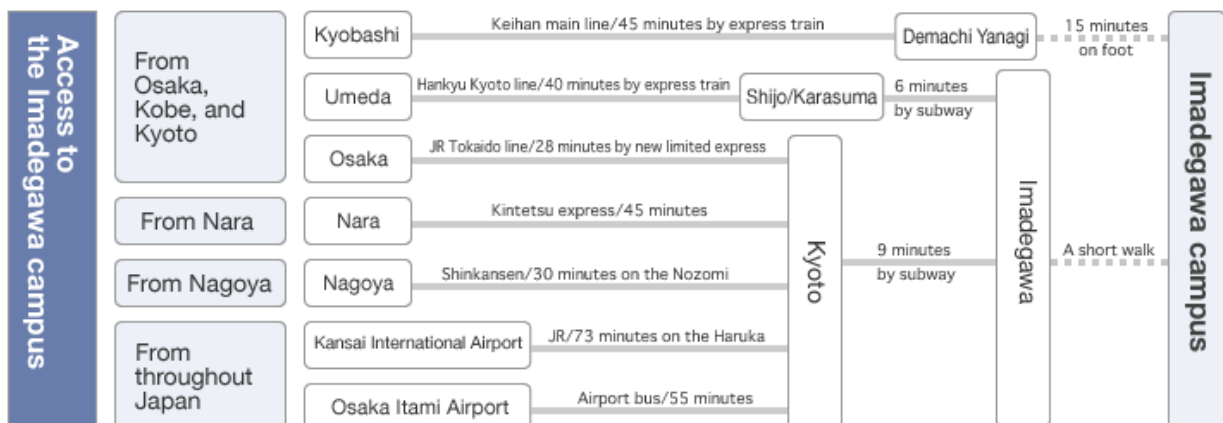 Access to
the Imadegawa campus
From
Osaka,
Kobe, and
Kyoto
Kyobashi
Keihan main line/45 minutes by express train
Demachi Yanagi
15 minutes
on foot
Umeda
Hankyu Kyoto line/40 minutes by express train
Shijo/Karasuma
6 minutes
by subway
Osaka
JR Tokaido line/28 minutes by new limited express
From Nara
Nara
Kintetsu express/45 minutes
From Nagoya
Nagoya
Shinkansen/30 minutes on the Nozomi
From
throughout
Japan
Kansai International Airport
JR/73 minutes on the Haruka
Osaka Itami Airport
Airport bus/55 minutes
Kyoto
9 minutes
by subway
Imadegawa
A short walk
Imadegawa campus